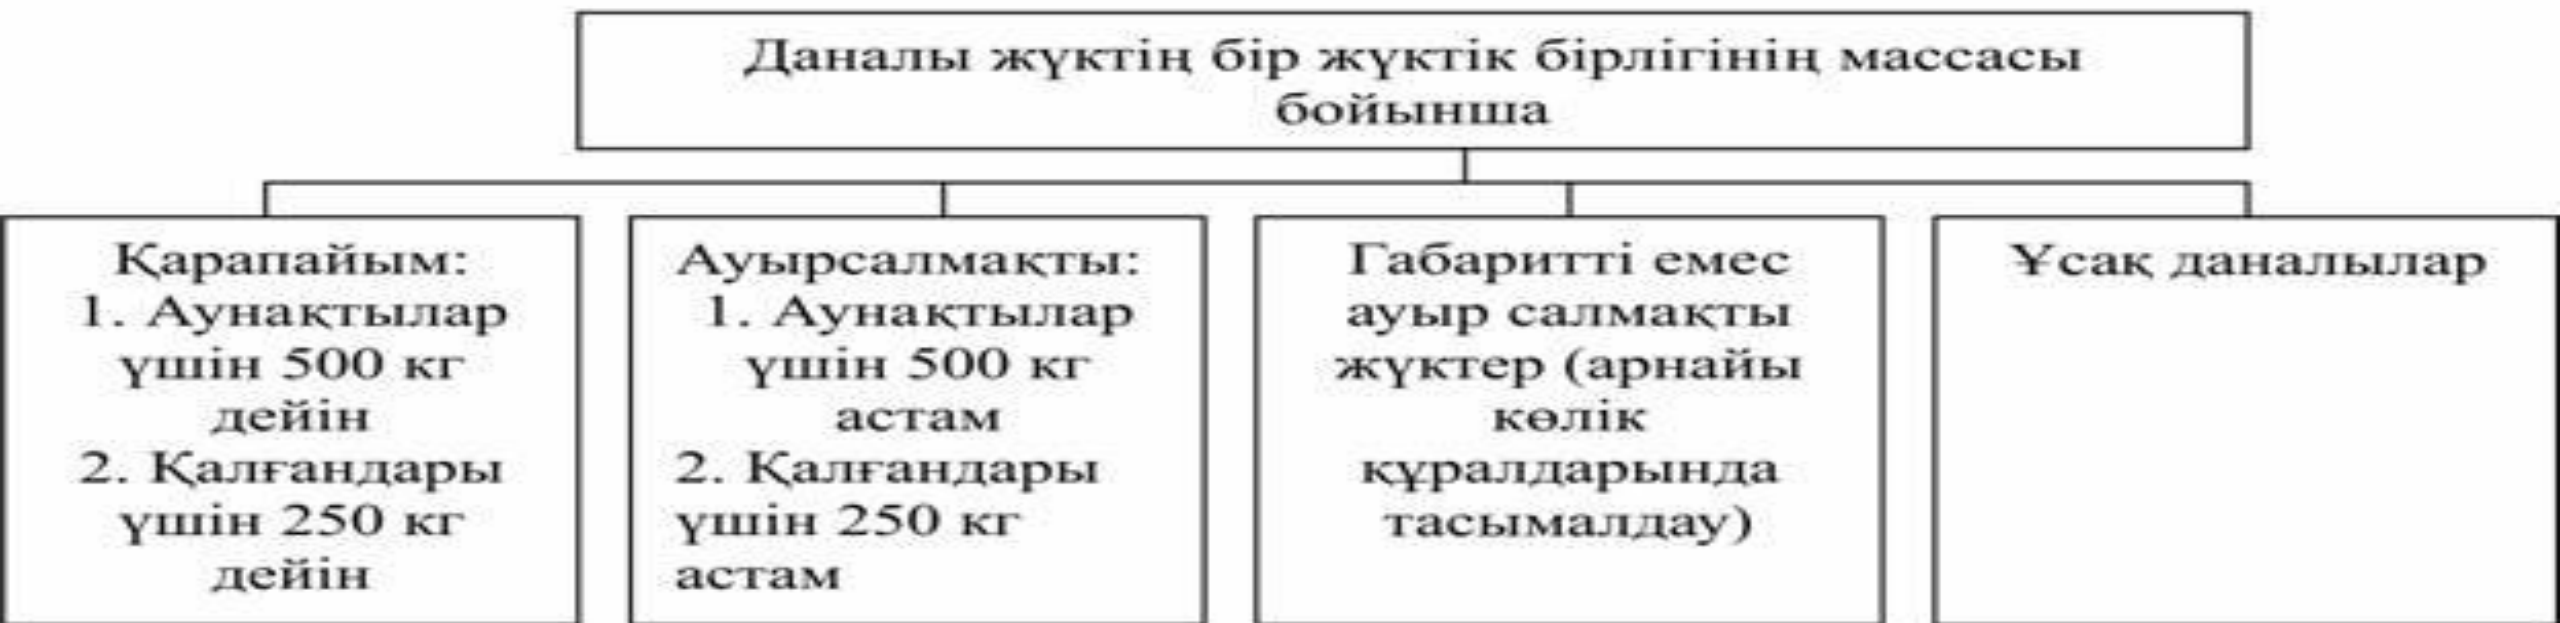 Даналы жүктің бір жүктік бірлігінің массасы
бойынша
Қарапайым:
1. Аунақтылар
үшін 500 кг
дейін
2. Қалғандары
үшін 250 кг
дейін
Ауырсалмақты:
1. Аунақтылар
үшін 500 кг
астам
2. Қалғандары
үшін 250 кг
астам
Габаритті емес
ауыр салмақты
жүктер (арнайы
көлік
құралдарында
тасымалдау)
Ұсақ даналылар